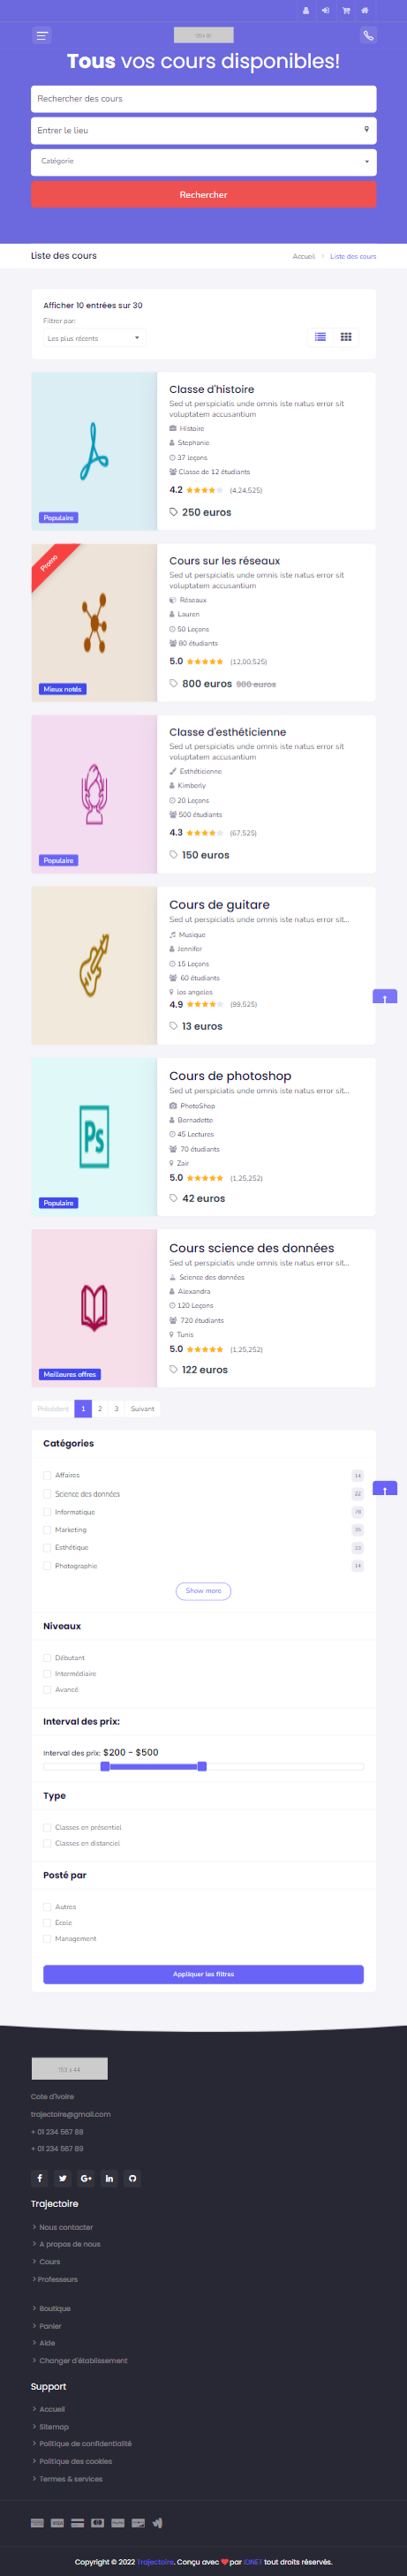 153 x 44
Tous vos cours disponibles!
Rechercher des cours
Entrer le lieu
Catégorie
Rechercher
Liste des cours
Accueil > Liste des cours
Afficher 10 entrées sur 30
Filtrer par:
Les plus récents
Classe d'histoire
Sed ut perspiciatis unde omnis iste natus error sit
voluptatem accusantium
Histoire
Stephanie
37 leçons
Classe de 12 étudiants
4.2 (4,24,525)
Populaire
250 euros
Promo
Cours sur les réseaux
Sed ut perspiciatis unde omnis iste natus error sit
voluptatem accusantium
Réseaux
Lauren
50 Leçons
80 étudiants
5.0 (12,00,525)
Mieux notés
800 euros 900 euros
Classe d'esthéticienne
Sed ut perspiciatis unde omnis iste natus error sit
voluptatem accusantium
Esthéticienne
Kimberly
20 Leçons
500 étudiants
4.3 (67,525)
Populaire
150 euros
Cours de guitare
Sed ut perspiciatis unde omnis iste natus error sit...
Musique
Jennifer
15 Leçons
60 étudiants
los angeles
4.9 (99,525)
13 euros
Cours de photoshop
Sed ut perspiciatis unde omnis iste natus error sit...
PhotoShop
Bernadette
45 Lectures
Ps
70 étudiants
Zair
5.0 (1,25,252)
Populaire
42 euros
Cours science des données
Sed ut perspiciatis unde omnis iste natus error sit...
Science des données
Alexandra
120 Leçons
720 étudiants
Tunis
5.0 (1,25,252)
Meilleures offres
122 euros
Précédent 1 2 3 Suivant
Catégories
Affaires 14
Science des données 22
Informatique
Marketing
Esthétique
Photographie 14
Show more
Niveaux
Débutant
Intermédiaire
Avancé
Interval des prix:
Interval des prix: $200 - $500
Type
Classes en présentiel
Classes en distanciel
Posté par
Autres
École
Management
Appliquer les filtres
153 x 44
Cote d'ivoire
trajectoire@gmail.com
+ 01 234 567 88
+ 01 234 567 89
Trajectoire
> Nous contacter
> A propos de nous
> Cours
> Professeurs
> Boutique
> Panier
> Aide
> Changer d'établissement
Support
> Accueil
> Sitemap
> Politique de confidentialité
> Politique des cookies
> Termes & services
Copyright © 2022 Trajectoire. Conçu avec ❤ par IDNET tout droits réservés.